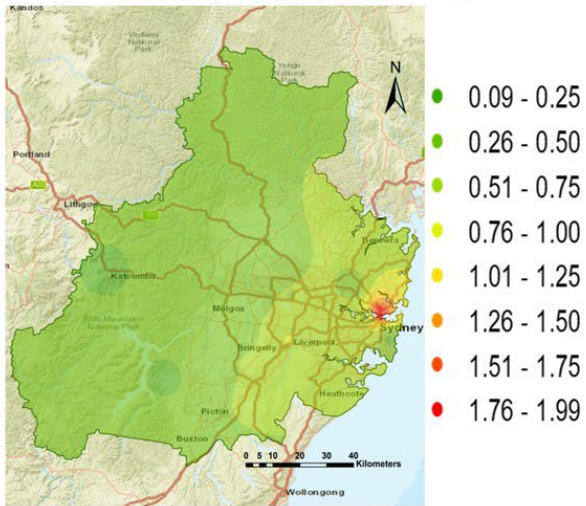 Kandos
Wollemi
National
Park
Yengo
National
Park
N
Portland
Lithgow
Berowra
Katoomba
Mulgoa
Sydney
Blue Mountains
National Park
Bringelly
Liverpool
Heathcote
Picton
Buxton
0 5 10 20 30 40
Kilometers
Wollongong
0.09 - 0.25
0.26 - 0.50
0.51 - 0.75
0.76 - 1.00
1.01 - 1.25
1.26 - 1.50
1.51 - 1.75
1.76 - 1.99